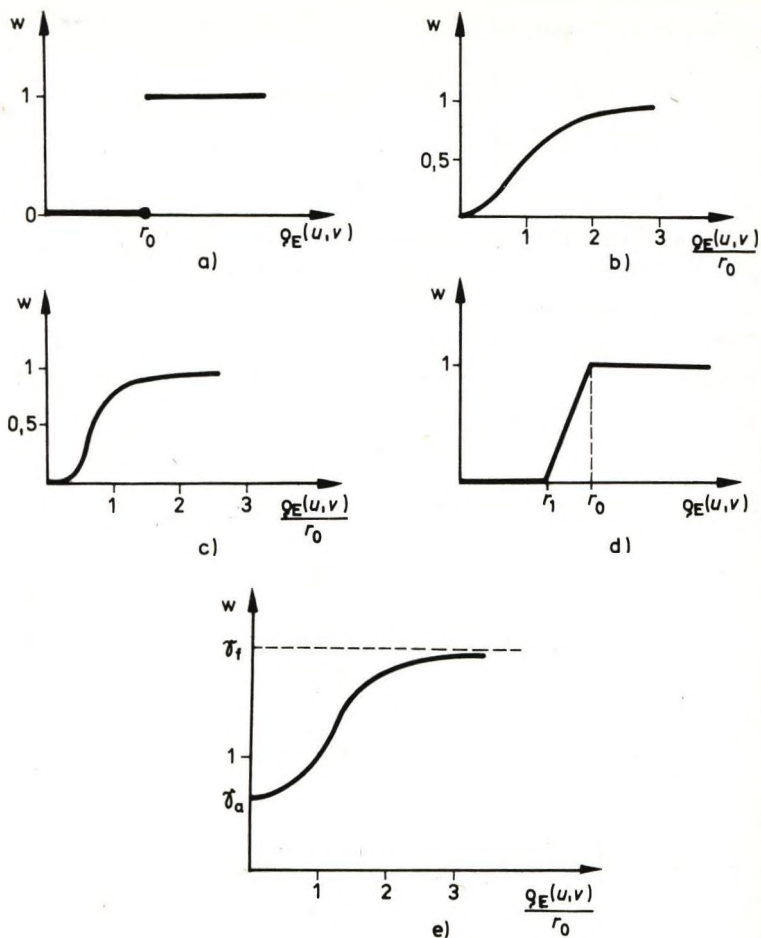 w
1
0
r₀
ϱE(u,v)
a)
w
1
0,5
1 2 3
ϱE(u,v)
r₀
b)
w
1
0,5
1 2 3
ϱE(u,v)
r₀
c)
w
1
r₁ r₀
ϱE(u,v)
d)
w
γf
1
γa
1 2 3
ϱE(u,v)
r₀
e)